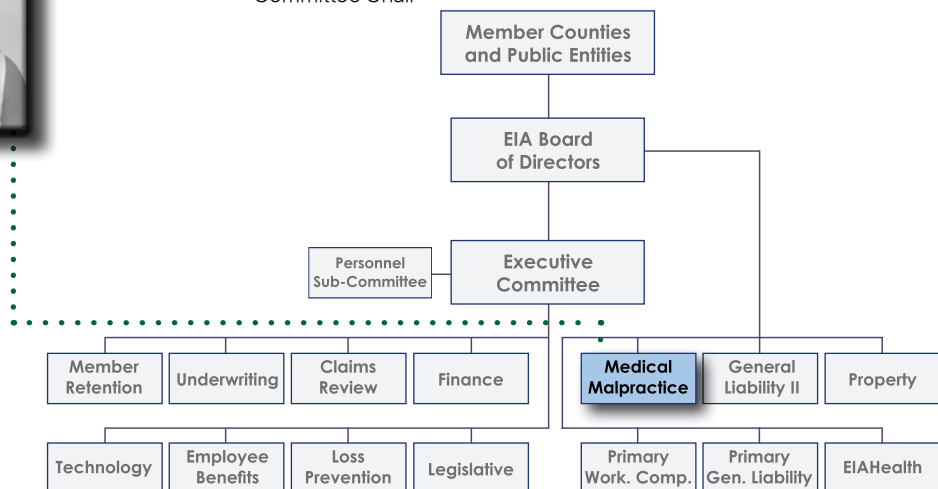 Committee Chair
Member Counties
and Public Entities
EIA Board
of Directors
Executive
Committee
Personnel
Sub-Committee
Member
Retention
Underwriting
Claims
Review
Finance
Medical
Malpractice
General
Liability II
Property
Technology
Employee
Benefits
Loss
Prevention
Legislative
Primary
Work. Comp.
Primary
Gen. Liability
EIAHealth